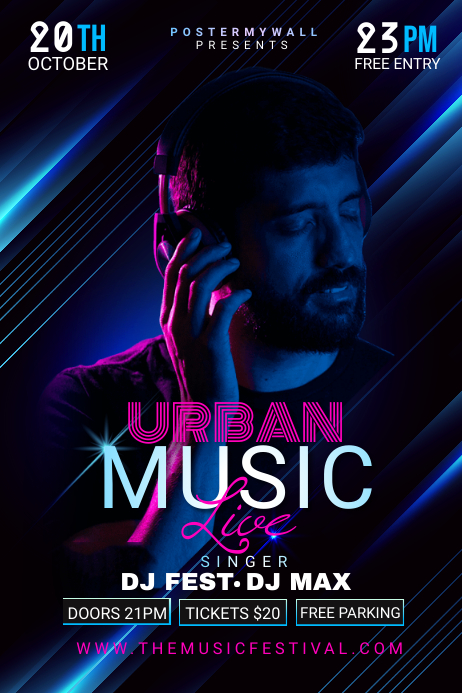 20TH
OCTOBER
POSTERMYWALL
PRESENTS
23PM
FREE ENTRY
URBAN
MUSIC
Live
SINGER
DJ FEST• DJ MAX
DOORS 21PM
TICKETS $20
FREE PARKING
WWW.THEMUSICFESTIVAL.COM